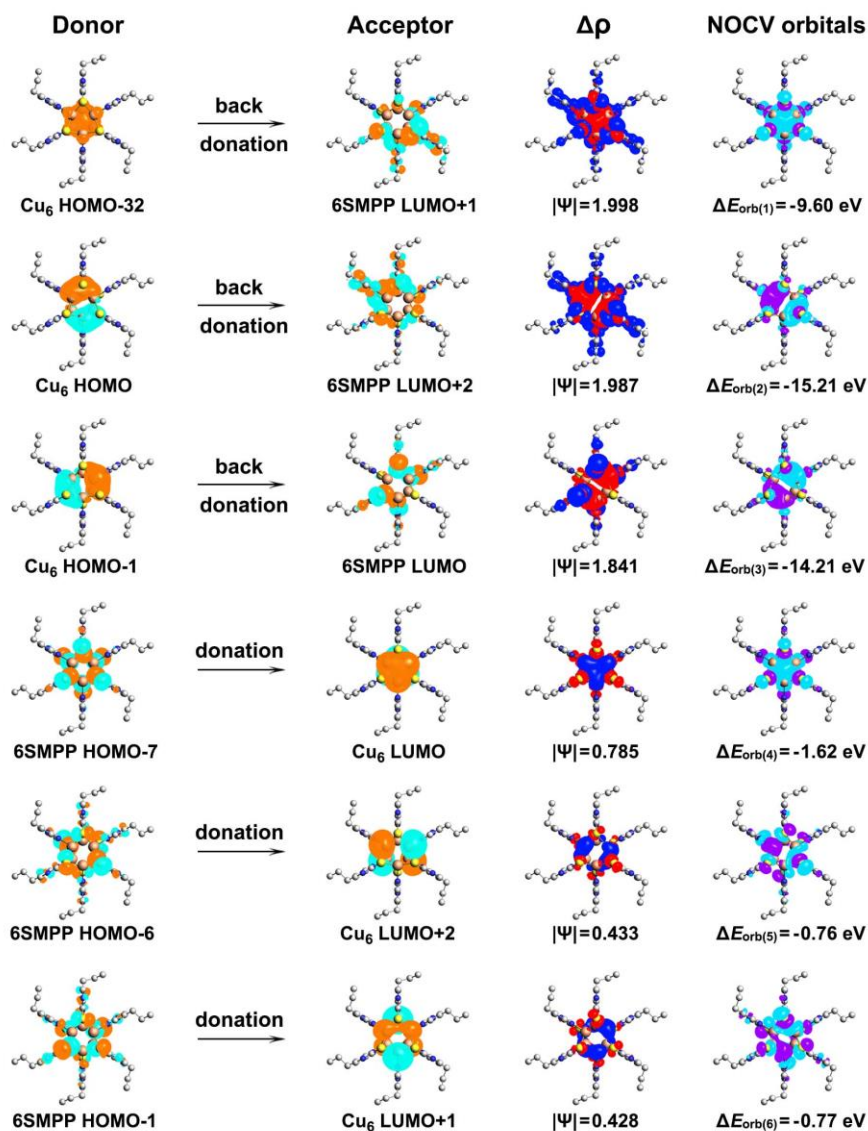 Donor Acceptor Δρ NOCV orbitals
back
donation
Cu₆ HOMO-32 6SMPP LUMO+1 |Ψ|=1.998 ΔEorb(1)= -9.60 eV
back
donation
Cu₆ HOMO 6SMPP LUMO+2 |Ψ|=1.987 ΔEorb(2)= -15.21 eV
back
donation
Cu₆ HOMO-1 6SMPP LUMO |Ψ|=1.841 ΔEorb(3)= -14.21 eV
donation
6SMPP HOMO-7 Cu₆ LUMO |Ψ|=0.785 ΔEorb(4)= -1.62 eV
donation
6SMPP HOMO-6 Cu₆ LUMO+2 |Ψ|=0.433 ΔEorb(5)= -0.76 eV
donation
6SMPP HOMO-1 Cu₆ LUMO+1 |Ψ|=0.428 ΔEorb(6)= -0.77 eV